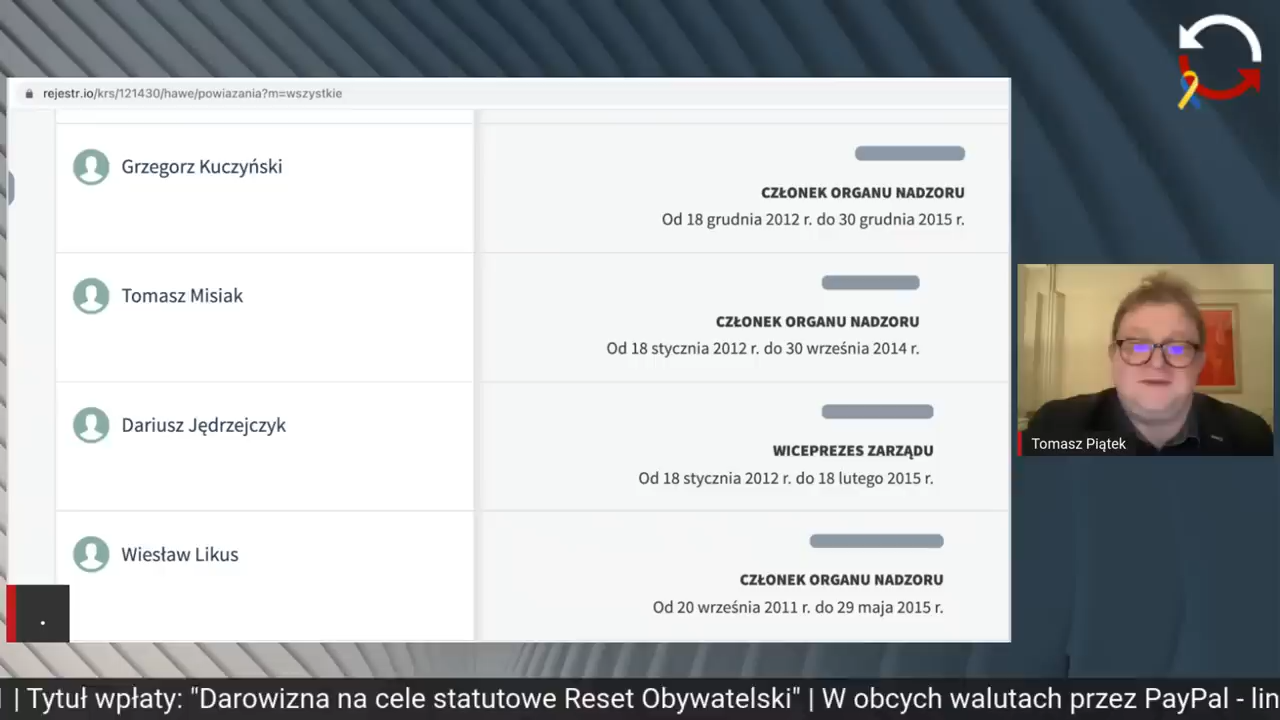 rejestr.io/krs/121430/hawe/powiazania?m=wszystkie
Grzegorz Kuczyński
CZŁONEK ORGANU NADZORU
Od 18 grudnia 2012 r. do 30 grudnia 2015 r.
Tomasz Misiak
CZŁONEK ORGANU NADZORU
Od 18 stycznia 2012 r. do 30 września 2014 r.
Dariusz Jędrzejczyk
WICEPREZES ZARZĄDU
Od 18 stycznia 2012 r. do 18 lutego 2015 r.
Wiesław Likus
CZŁONEK ORGANU NADZORU
Od 20 września 2011 r. do 29 maja 2015 r.
Tomasz Piątek
.
| Tytuł wpłaty: "Darowizna na cele statutowe Reset Obywatelski" | W obcych walutach przez PayPal - lin